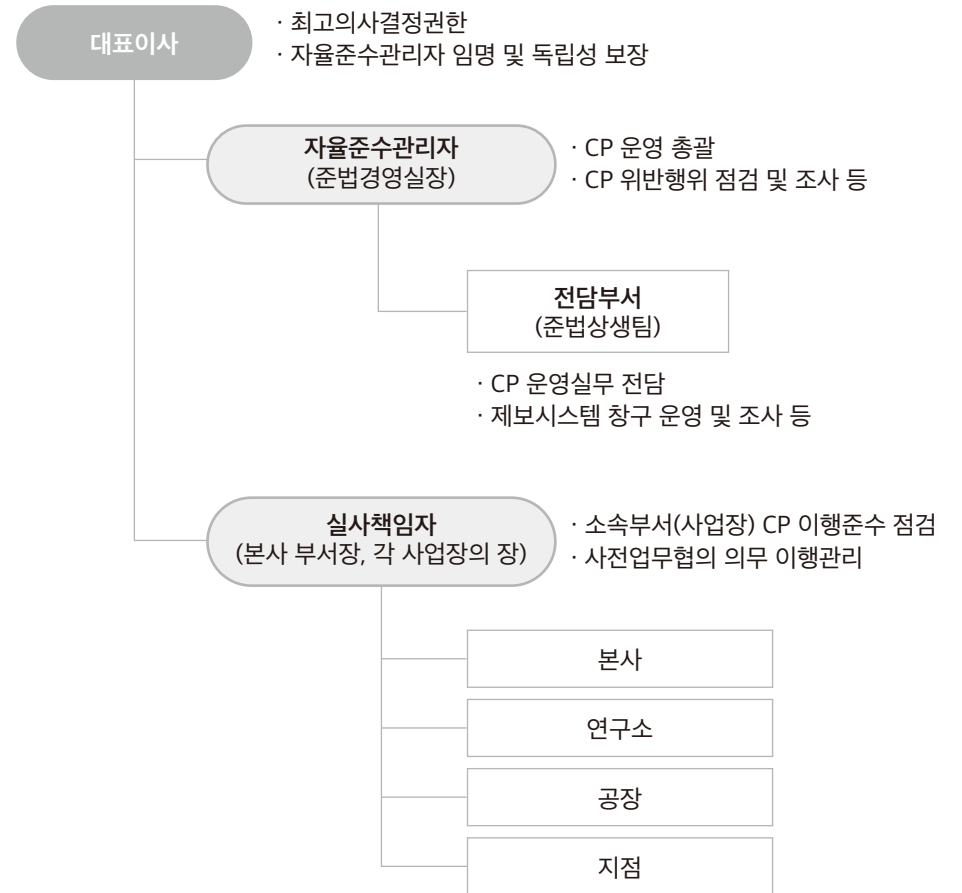 대표이사
· 최고의사결정권한
· 자율준수관리자 임명 및 독립성 보장
자율준수관리자
(준법경영실장)
· CP 운영 총괄
· CP 위반행위 점검 및 조사 등
전담부서
(준법상생팀)
· CP 운영실무 전담
· 제보시스템 창구 운영 및 조사 등
실사책임자
(본사 부서장, 각 사업장의 장)
· 소속부서(사업장) CP 이행준수 점검
· 사전업무협의 의무 이행관리
본사
연구소
공장
지점